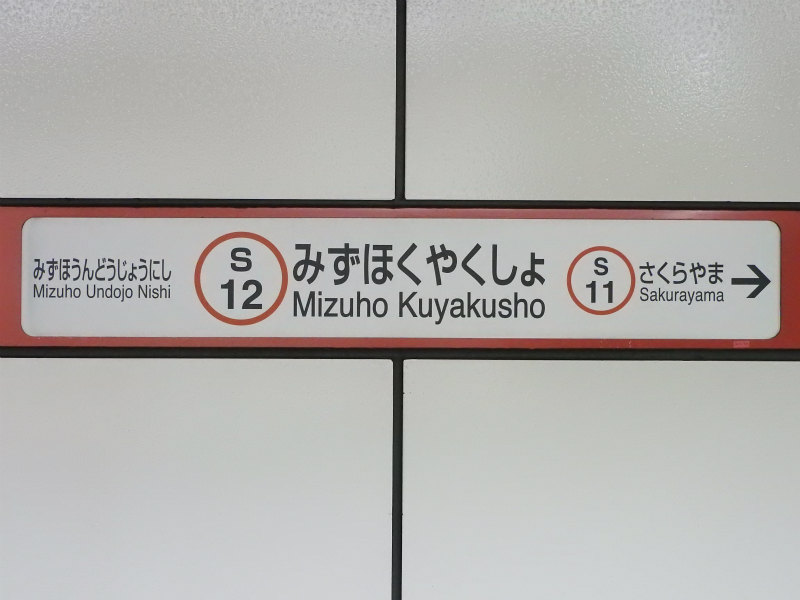 みずほうんどうじょうにし
Mizuho Undojo Nishi
S
12
みずほくやくしょ
Mizuho Kuyakusho
S
11
さくらやま
Sakurayama
→